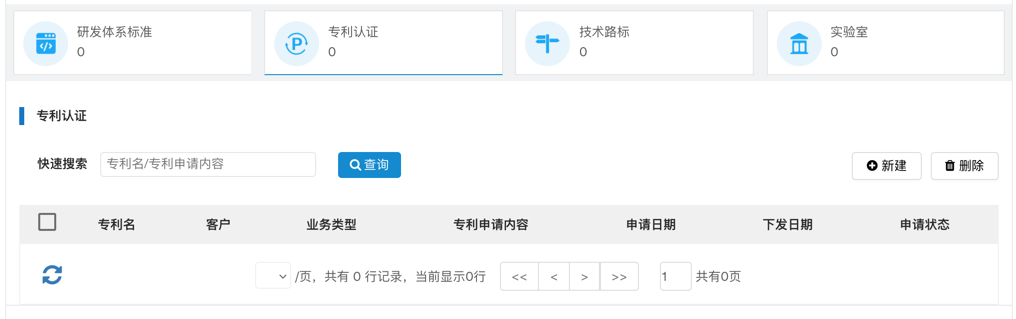 研发体系标准
0
专利认证
0
技术路标
0
实验室
0
专利认证
快速搜索 专利名/专利申请内容 查询 新建 删除
专利名 客户 业务类型 专利申请内容 申请日期 下发日期 申请状态
/页，共有 0 行记录，当前显示0行 << < > >> 1 共有0页